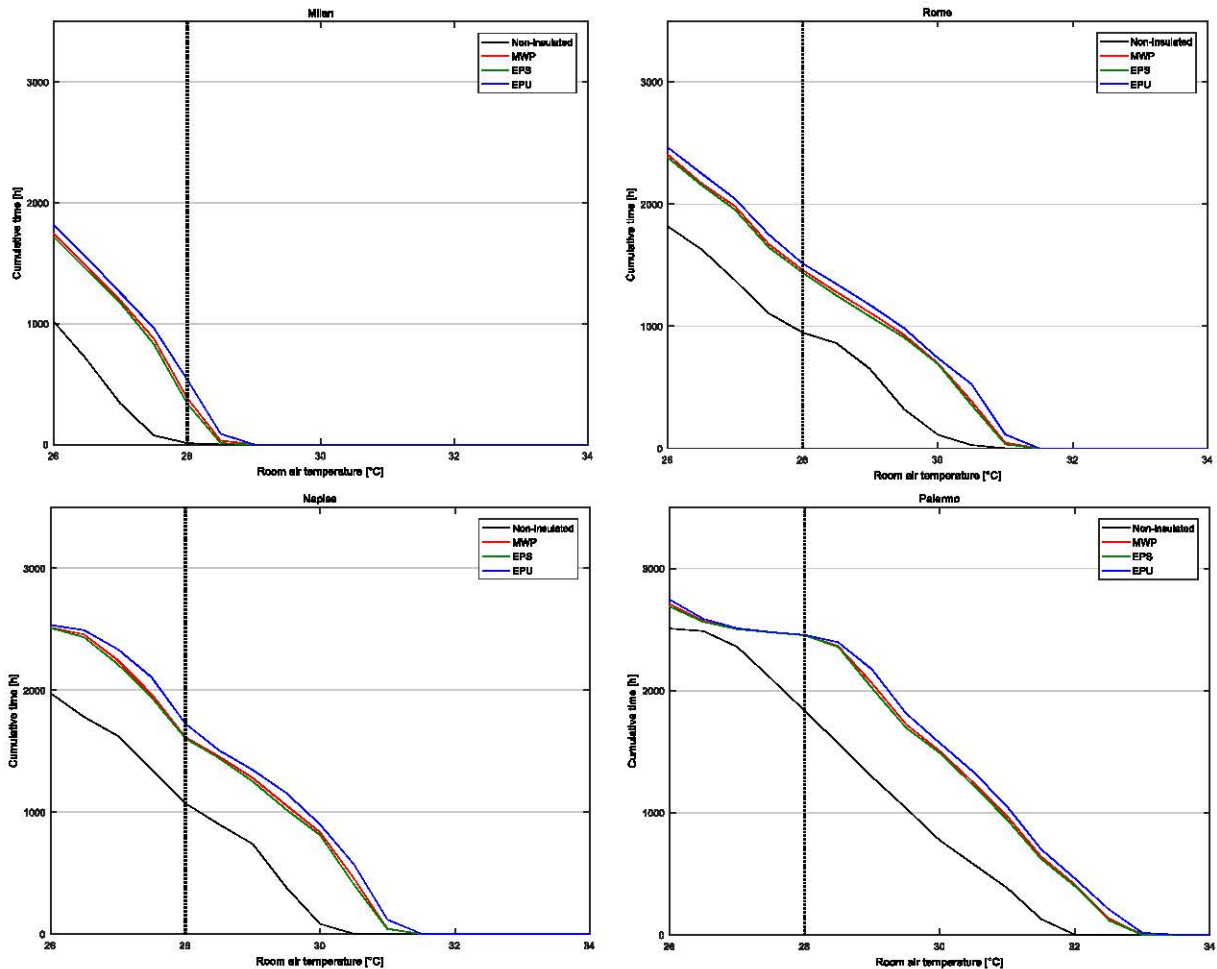 Milan
Non-insulated
MWP
EPS
EPU
3000
2000
1000
0
Cumulative time [h]
26 28 30 32 34
Room air temperature [°C]
Rome
Non-insulated
MWP
EPS
EPU
3000
2000
1000
0
Cumulative time [h]
26 28 30 32 34
Room air temperature [°C]
Naples
Non-insulated
MWP
EPS
EPU
3000
2000
1000
0
Cumulative time [h]
26 28 30 32 34
Room air temperature [°C]
Palermo
Non-insulated
MWP
EPS
EPU
3000
2000
1000
0
Cumulative time [h]
26 28 30 32 34
Room air temperature [°C]